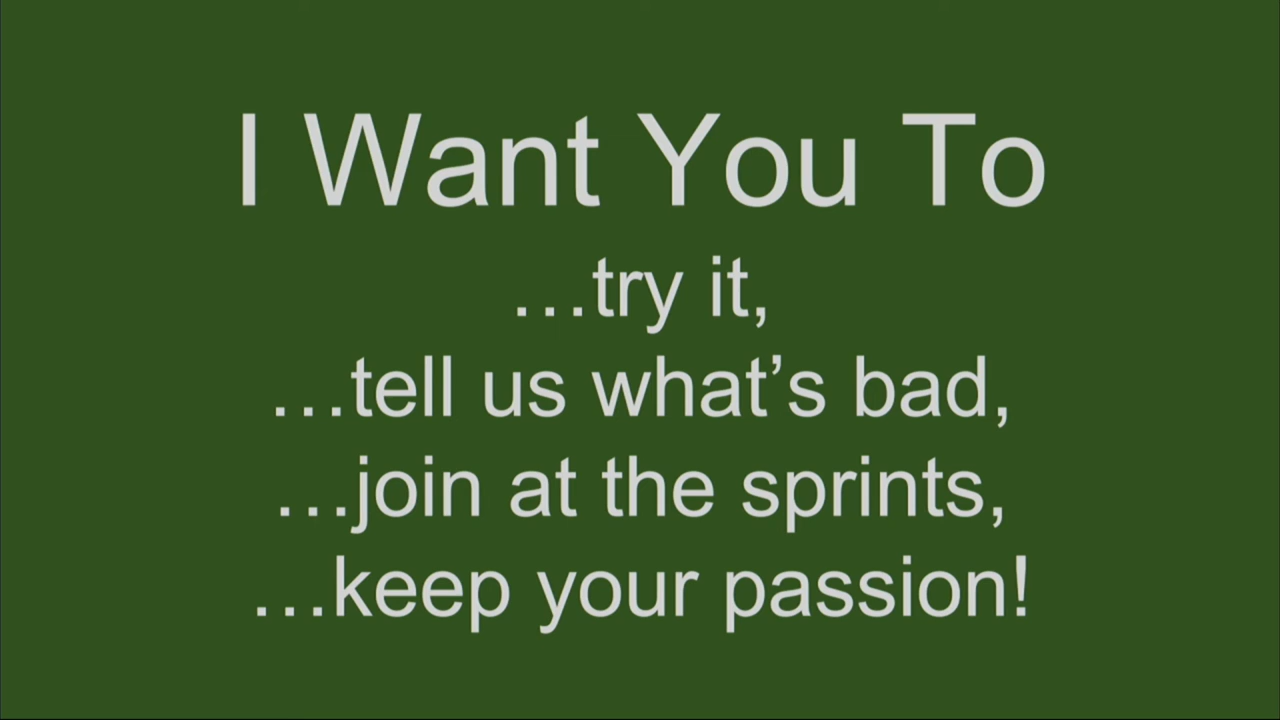 I Want You To
…try it,
…tell us what’s bad,
…join at the sprints,
…keep your passion!